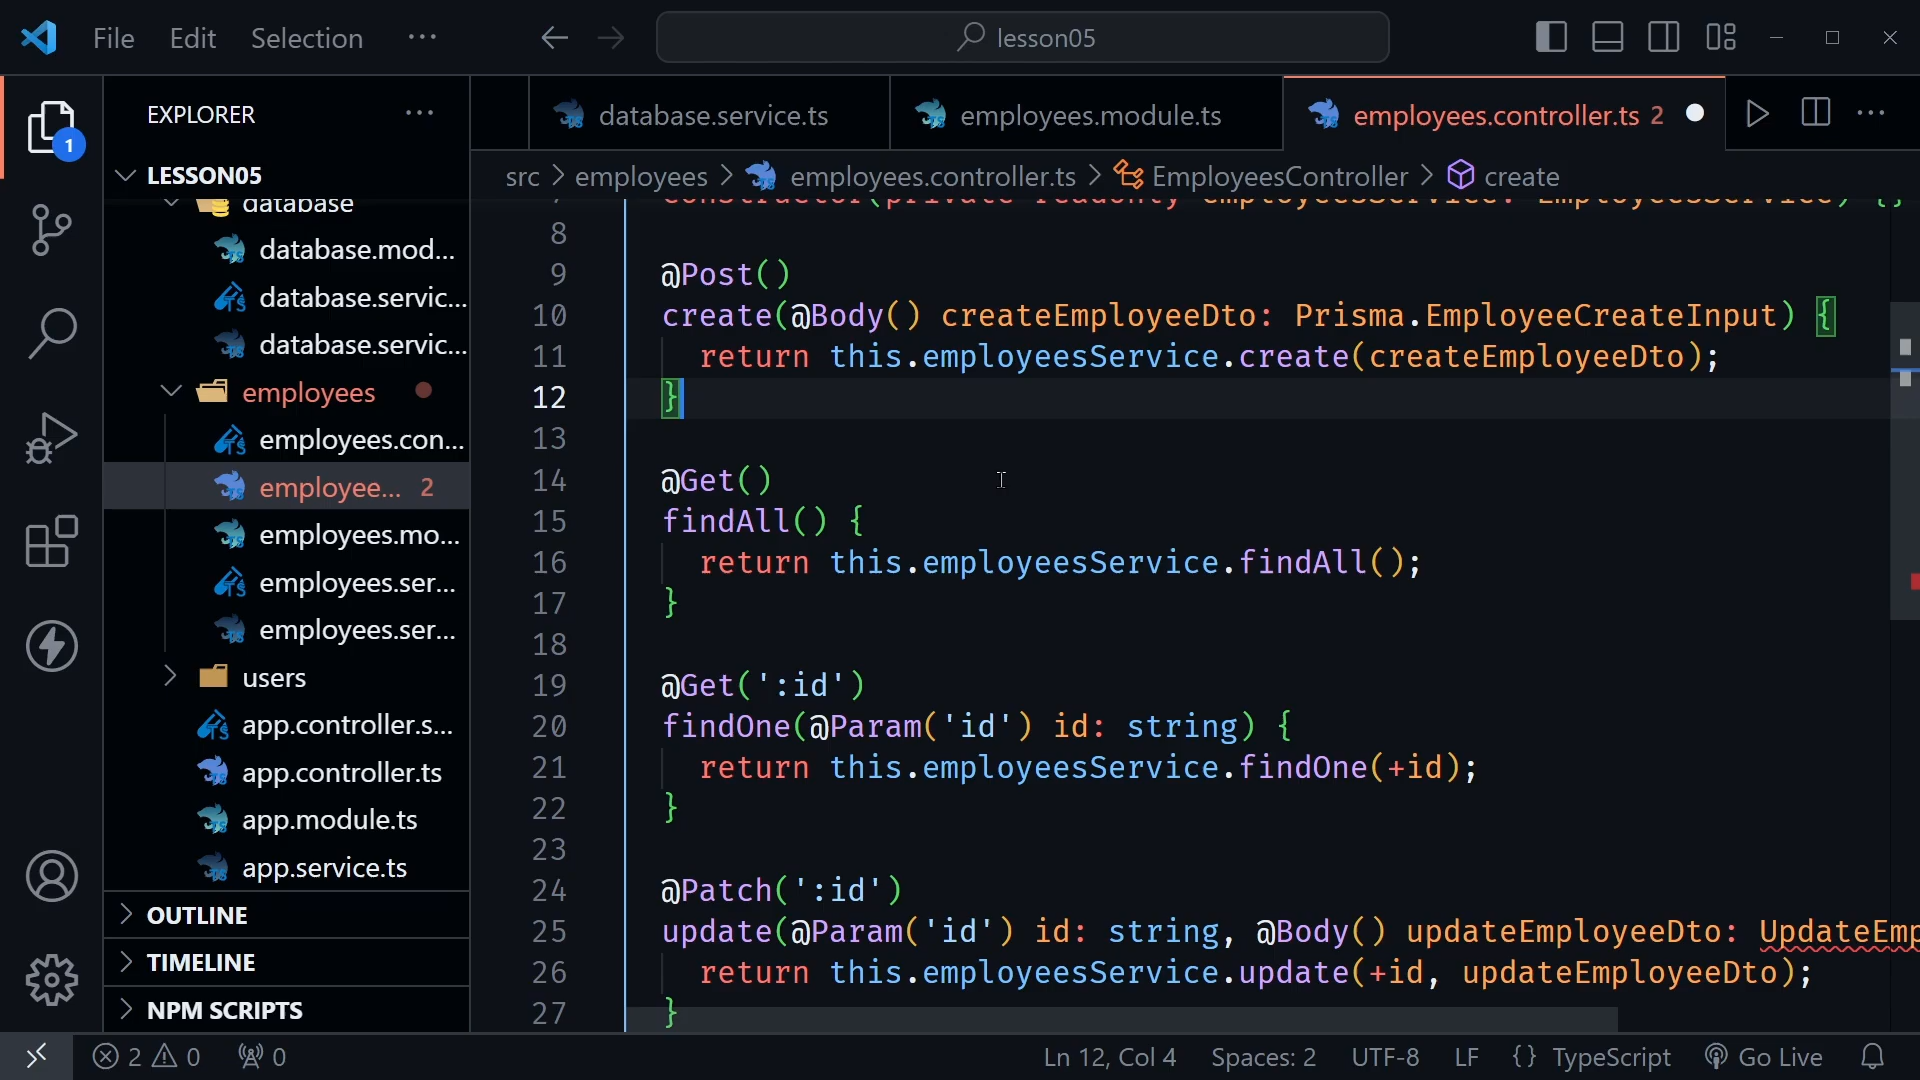 File Edit Selection ···
lesson05
EXPLORER ···
LESSON05
database
database.mod...
database.servic...
database.servic...
employees
employees.con...
employee... 2
employees.mo...
employees.ser...
employees.ser...
users
app.controller.s...
app.controller.ts
app.module.ts
app.service.ts
OUTLINE
TIMELINE
NPM SCRIPTS
1
database.service.ts
employees.module.ts
employees.controller.ts 2
src > employees > employees.controller.ts > EmployeesController > create
7 constructor(private readonly employeesService: EmployeesService) {}
8
9 @Post()
10 create(@Body() createEmployeeDto: Prisma.EmployeeCreateInput) {
11 return this.employeesService.create(createEmployeeDto);
12 }
13
14 @Get()
15 findAll() {
16 return this.employeesService.findAll();
17 }
18
19 @Get(':id')
20 findOne(@Param('id') id: string) {
21 return this.employeesService.findOne(+id);
22 }
23
24 @Patch(':id')
25 update(@Param('id') id: string, @Body() updateEmployeeDto: UpdateEmp
26 return this.employeesService.update(+id, updateEmployeeDto);
27 }
2 0 0
Ln 12, Col 4 Spaces: 2 UTF-8 LF {} TypeScript Go Live